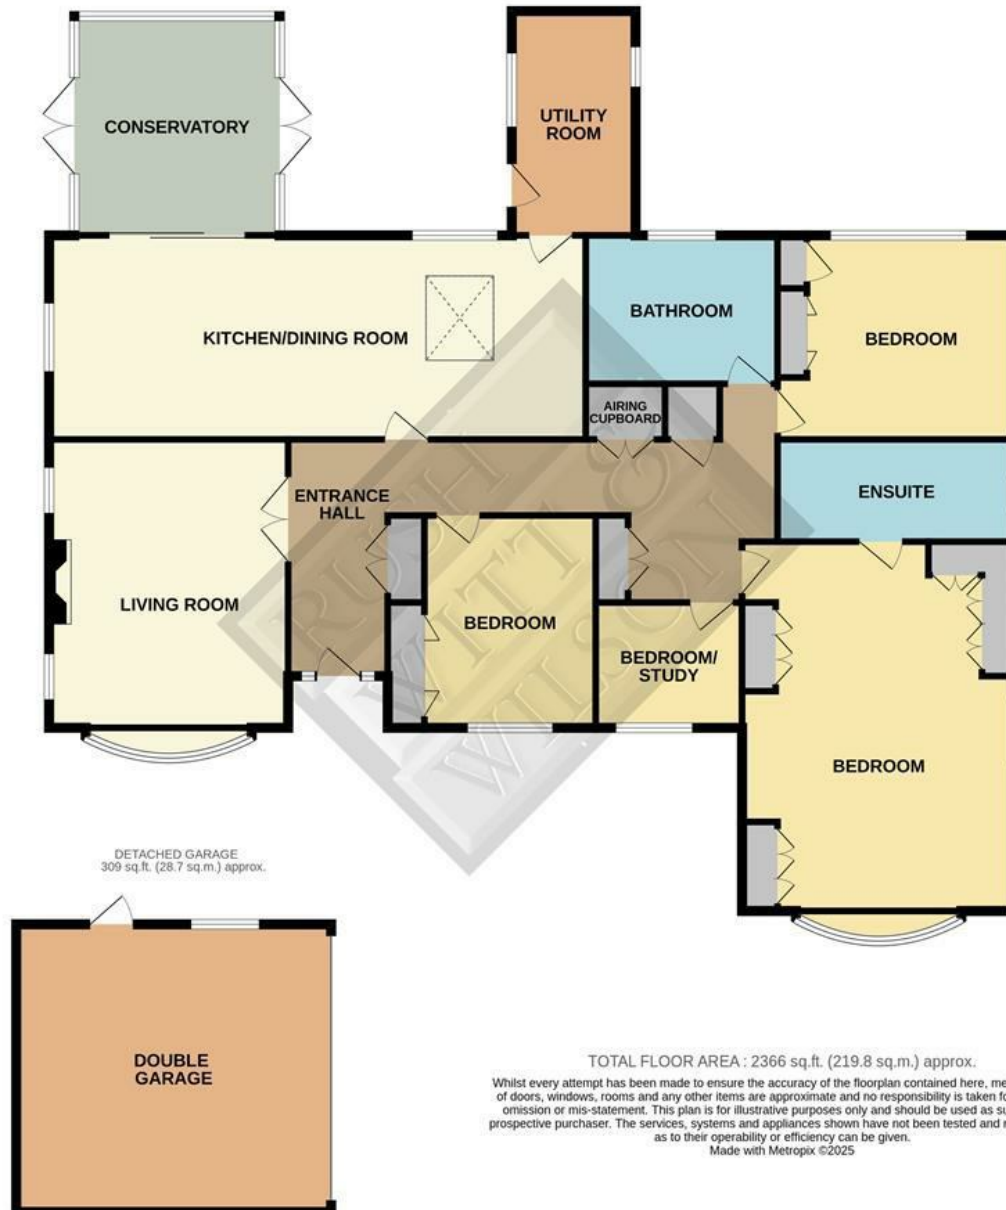 CONSERVATORY
UTILITY
ROOM
KITCHEN/DINING ROOM
BATHROOM
BEDROOM
AIRING
CUPBOARD
ENTRANCE
HALL
ENSUITE
LIVING ROOM
BEDROOM
BEDROOM/
STUDY
BEDROOM
RUSH
WITT &
WILSON
DETACHED GARAGE
309 sq.ft. (28.7 sq.m.) approx.
DOUBLE
GARAGE
TOTAL FLOOR AREA : 2366 sq.ft. (219.8 sq.m.) approx.
Whilst every attempt has been made to ensure the accuracy of the floorplan contained here,
of doors, windows, rooms and any other items are approximate and no responsibility is taken
omission or mis-statement. This plan is for illustrative purposes only and should be used as
prospective purchaser. The services, systems and appliances shown have not been tested and
as to their operability or efficiency can be given.
Made with Metropix ©2025